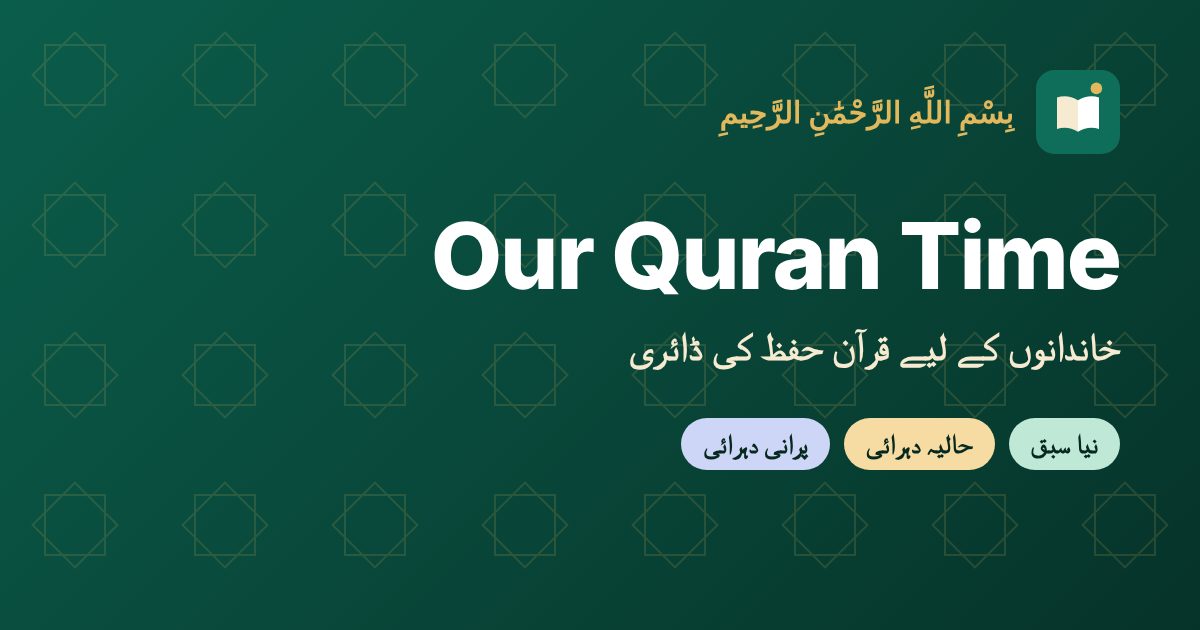 بِسْمِ اللَّهِ الرَّحْمَٰنِ الرَّحِيمِ
Our Quran Time
خاندانوں کے لیے قرآن حفظ کی ڈائری
نیا سبق
حالیہ دہرائی
پرانی دہرائی